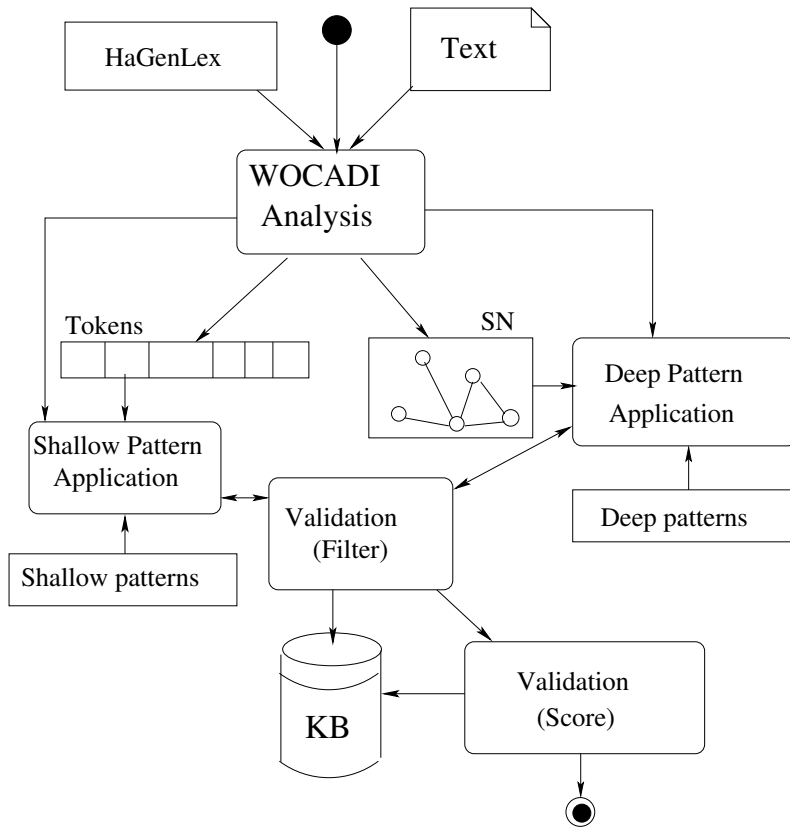 HaGenLex
Text
WOCADI
Analysis
Tokens
SN
Deep Pattern
Application
Shallow Pattern
Application
Validation
(Filter)
Deep patterns
Shallow patterns
Validation
(Score)
KB